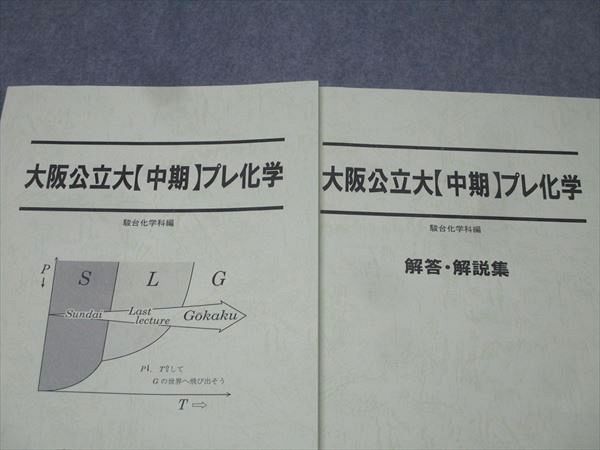 大阪公立大【中期】プレ化学
駿台化学科編
P
↓
S L G
Sundai Last lecture Gokaku
Gの世界へ飛び出そう
T ⇨
大阪公立大【中期】プレ化学
駿台化学科編
解答・解説集